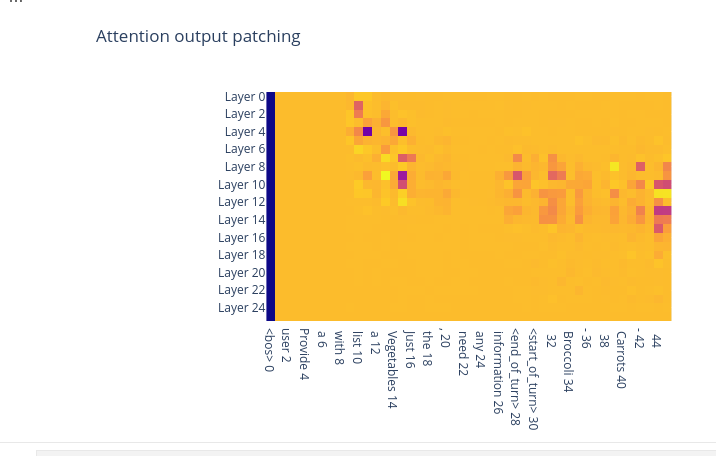 Attention output patching
Layer 0
Layer 2
Layer 4
Layer 6
Layer 8
Layer 10
Layer 12
Layer 14
Layer 16
Layer 18
Layer 20
Layer 22
Layer 24
<bos> 0
user 2
Provide 4
a 6
with 8
list 10
a 12
Vegetables 14
Just 16
the 18
, 20
need 22
any 24
information 26
<end_of_turn> 28
<start_of_turn> 30
32
Broccoli 34
- 36
38
Carrots 40
- 42
44